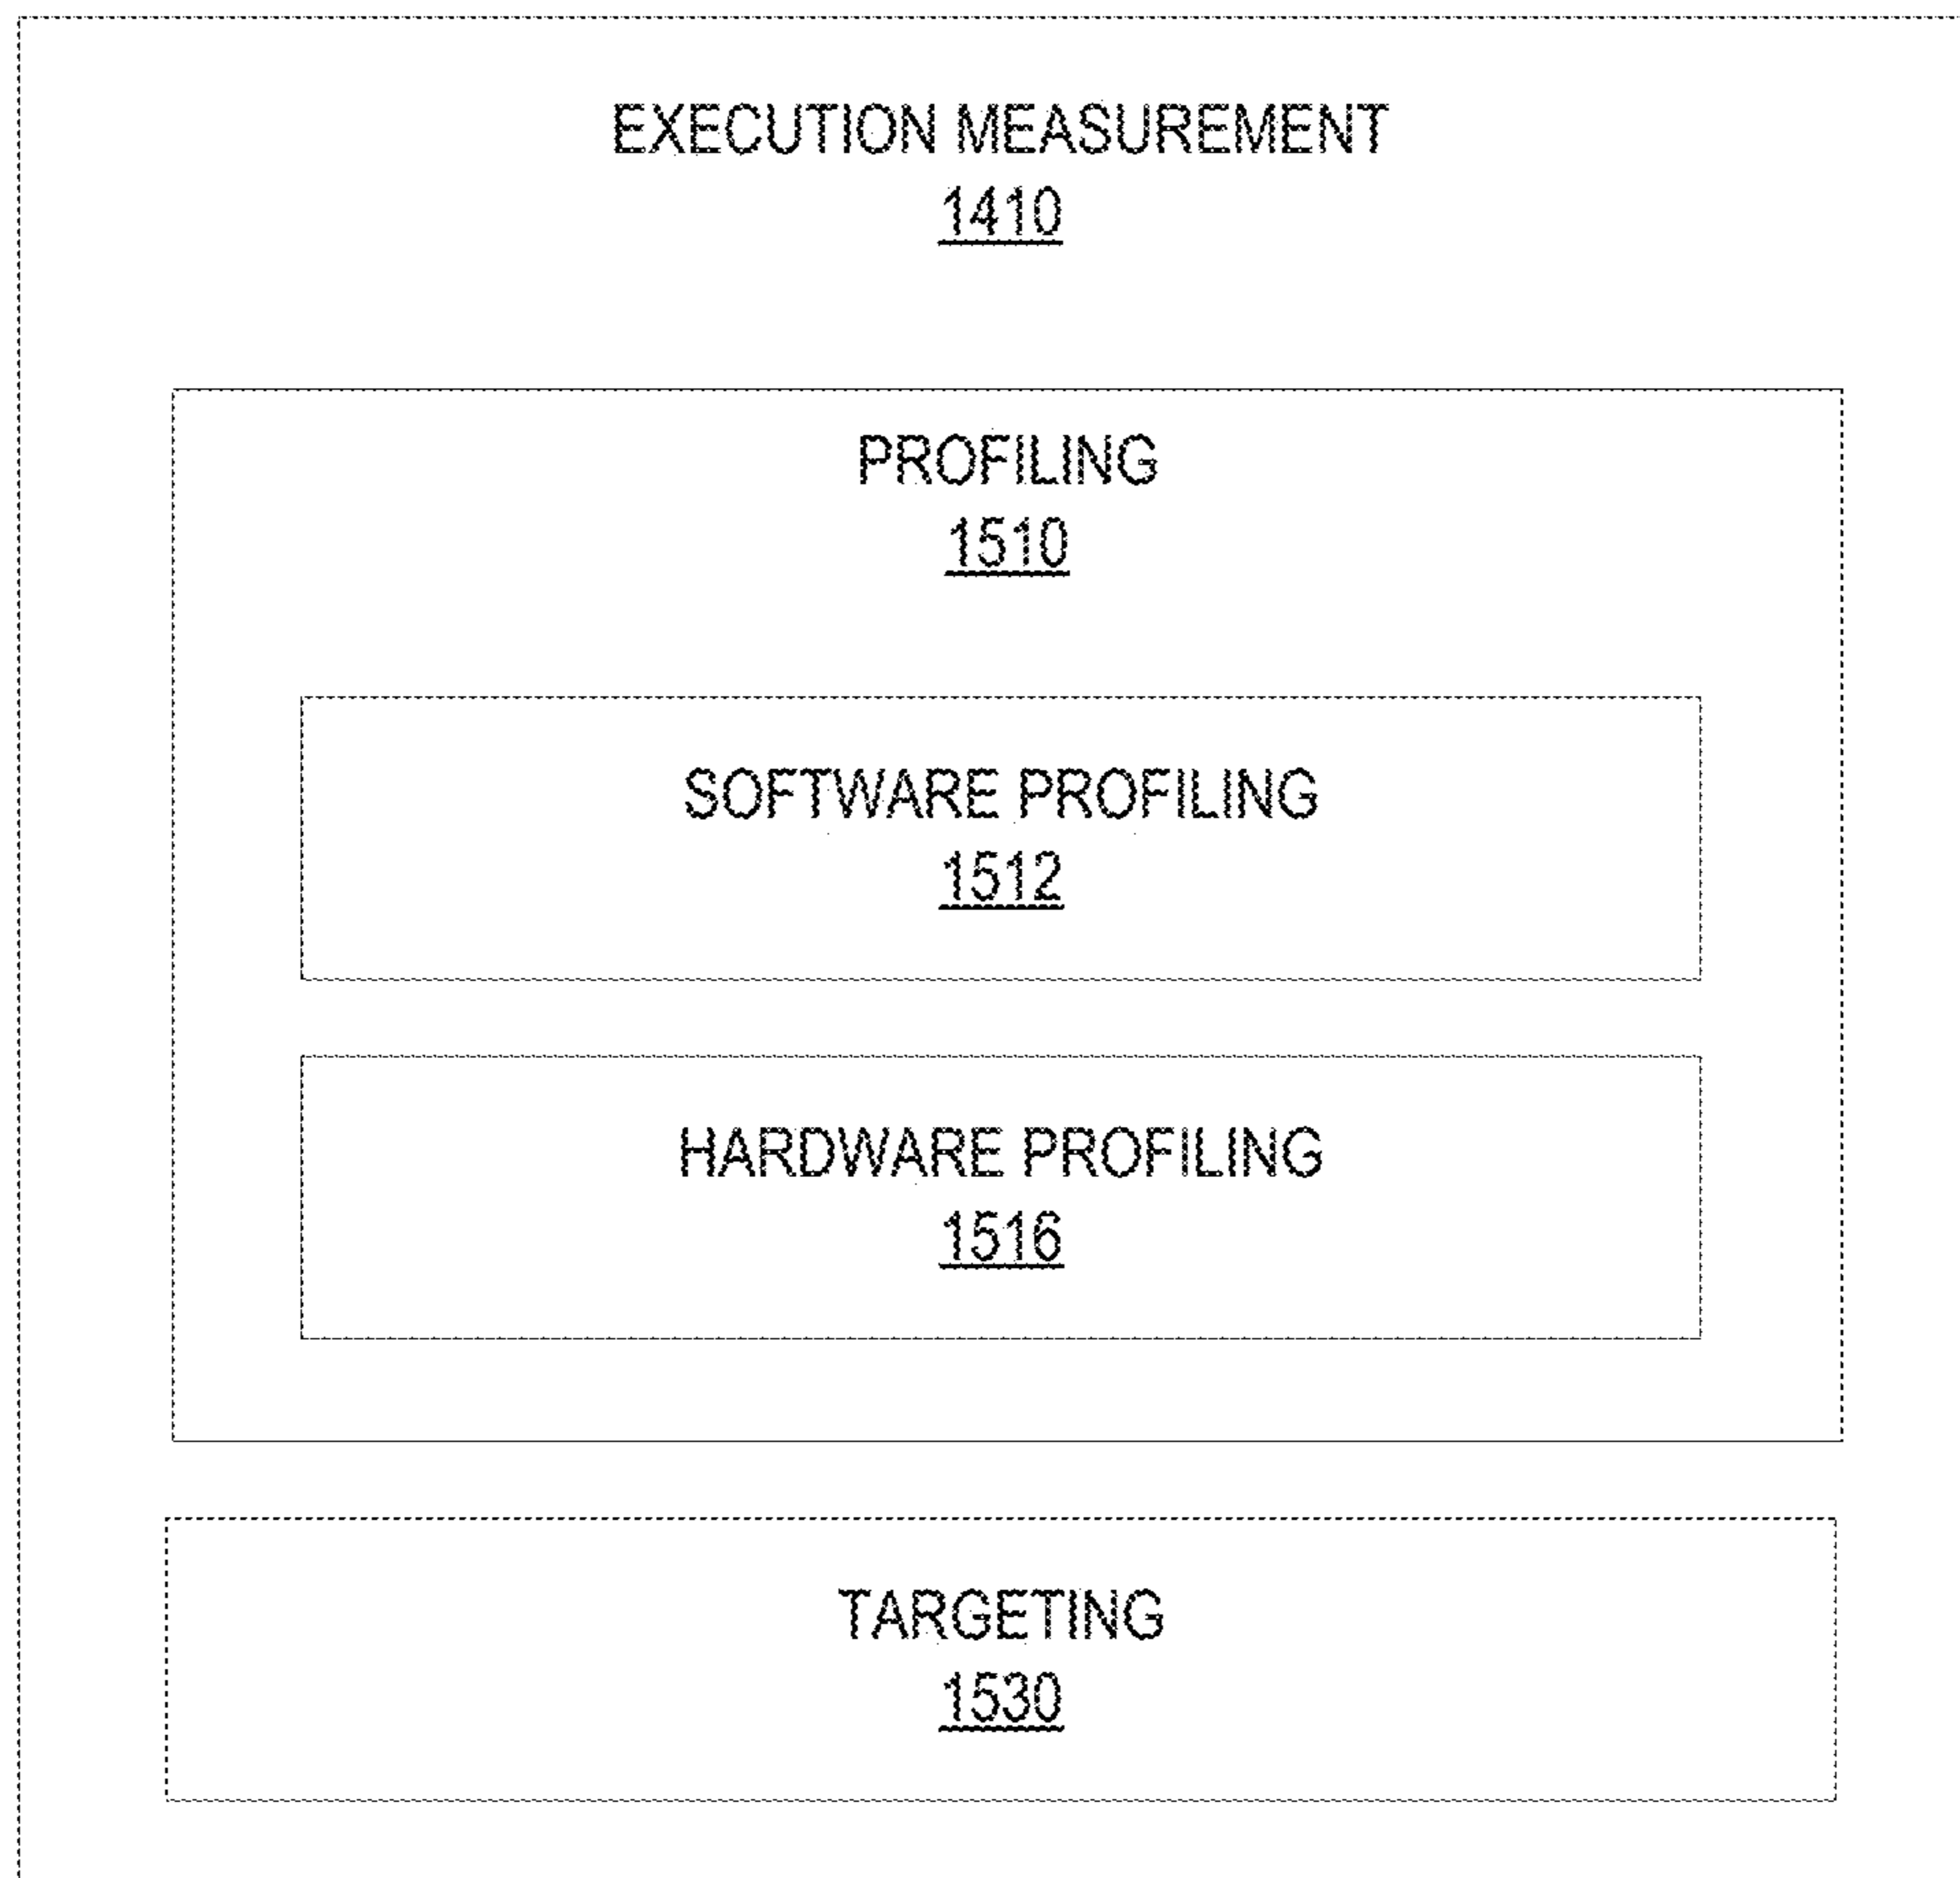 EXECUTION MEASUREMENT
1410
PROFILING
1510
SOFTWARE PROFILING
1512
HARDWARE PROFILING
1516
TARGETING
1530